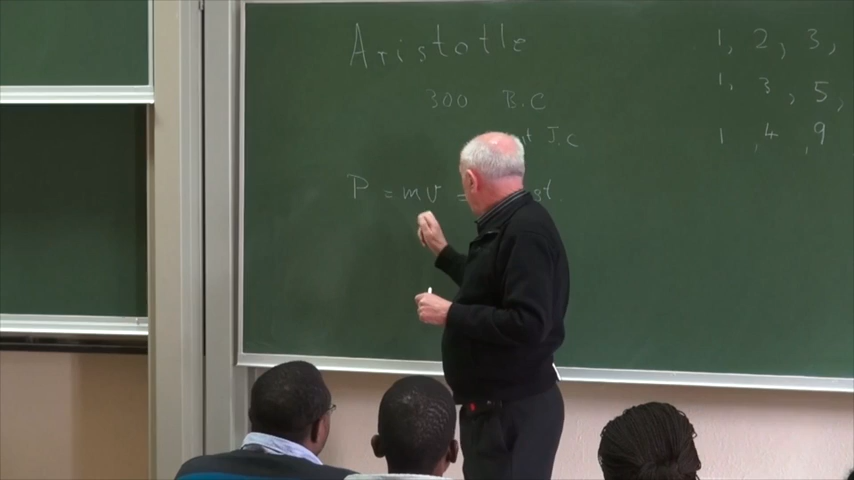 Aristotle
300 B.C
J.C
P = mv =
1, 2, 3,
1, 3, 5,
1, 4, 9